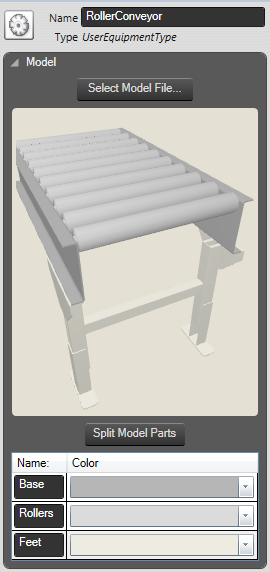 Name RollerConveyor
Type UserEquipmentType
Model
Select Model File...
Split Model Parts
Name: Color
Base
Rollers
Feet